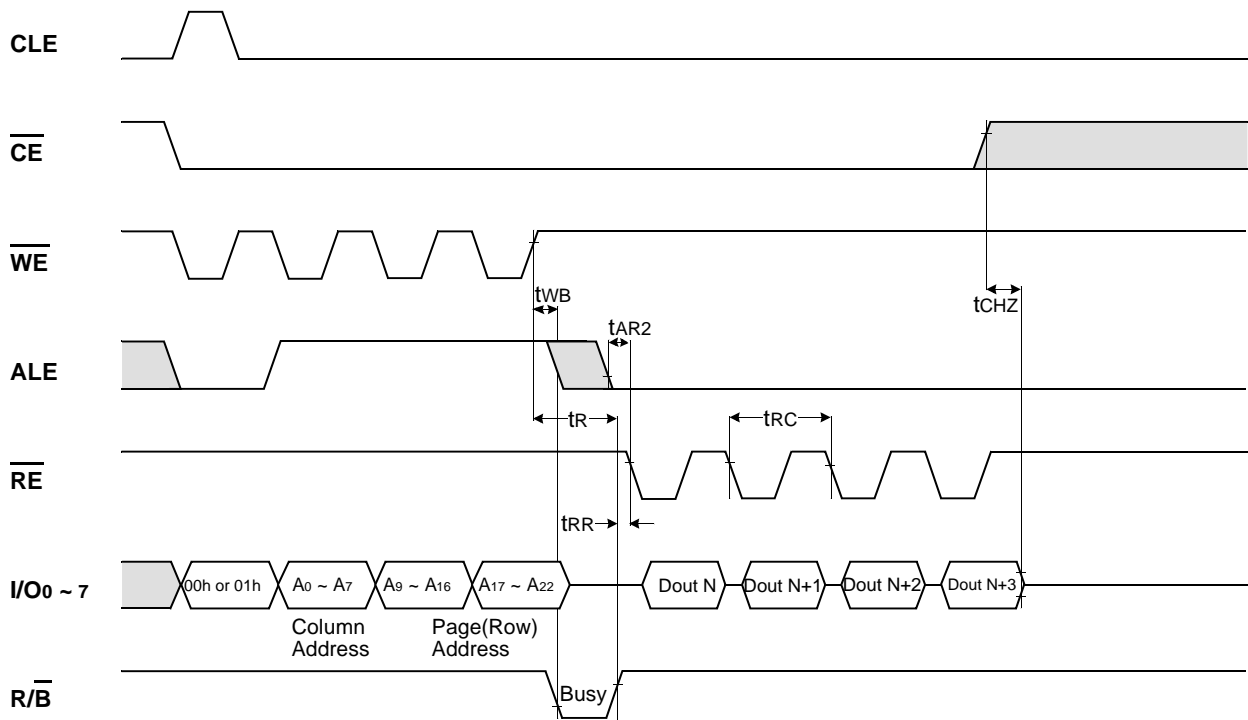 CLE
CE
WE
tWB
tCHZ
tAR2
ALE
tR
tRC
RE
tRR
I/O0 ~ 7
00h or 01h
A0 ~ A7
A9 ~ A16
A17 ~ A22
Dout N
Dout N+1
Dout N+2
Dout N+3
Column
Address
Page(Row)
Address
R/B
Busy